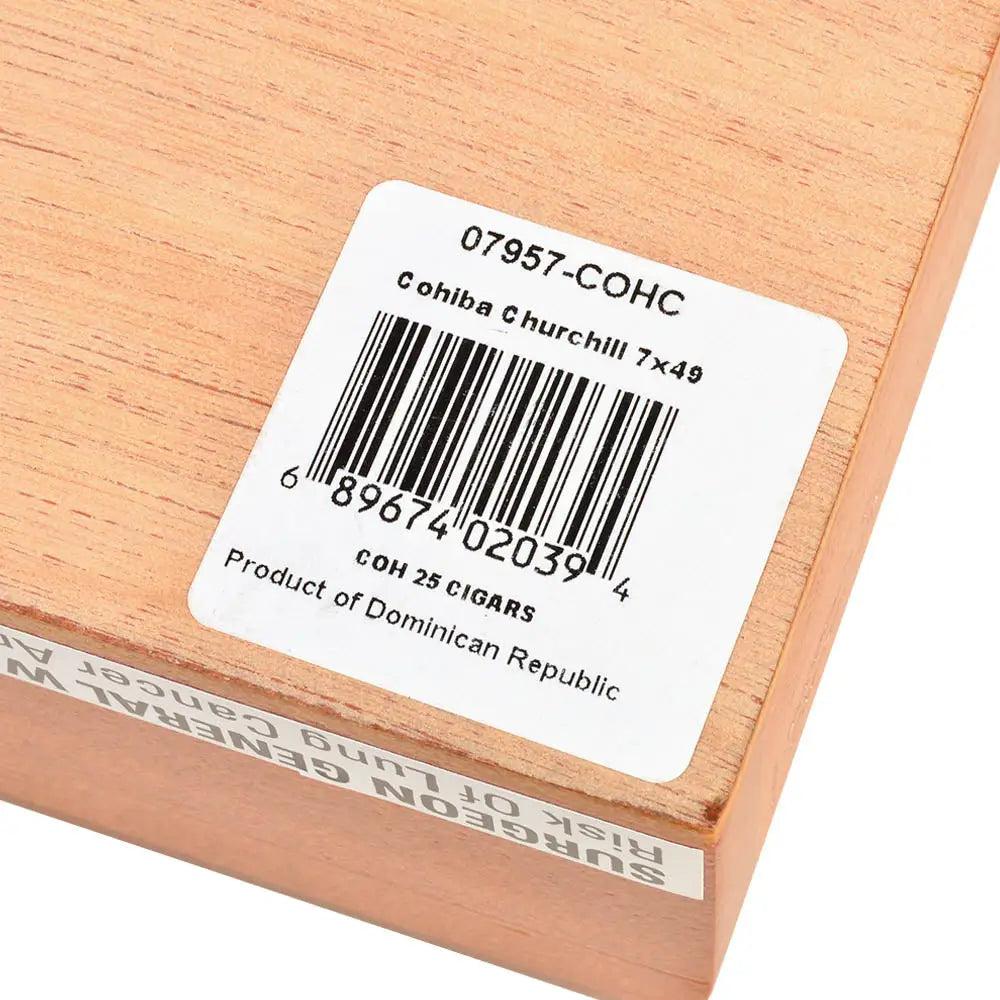 07957-COHC
Cohiba Churchill 7x49
6 89674 02039 4
COH 25 CIGARS
Product of Dominican Republic
SURGEON GENERAL W
Risk Of Lung Cancer